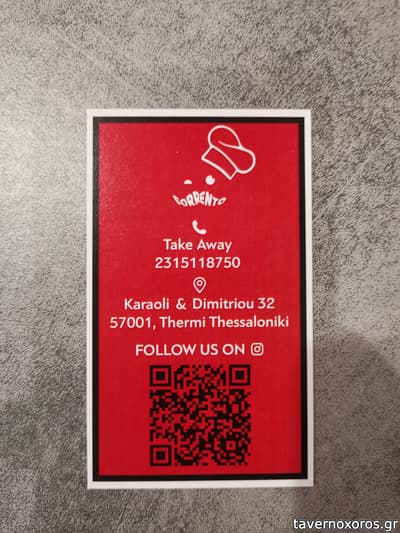 SORRENTO
Take Away
2315118750
Karaoli & Dimitriou 32
57001, Thermi Thessaloniki
FOLLOW US ON
tavernoxoros.gr